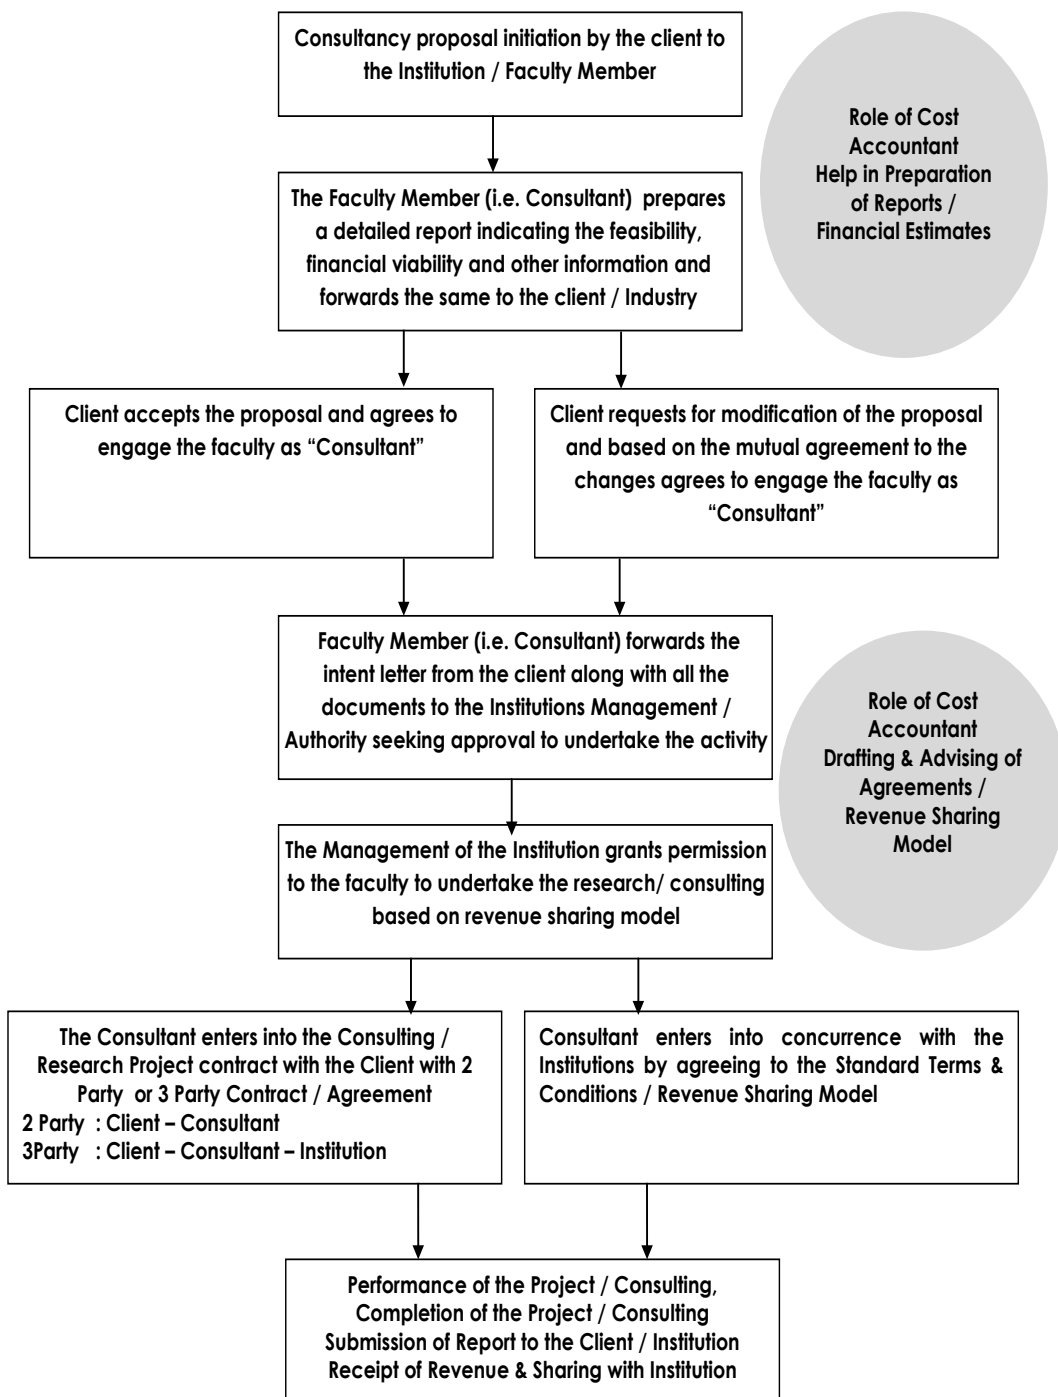 Consultancy proposal initiation by the client to
the Institution / Faculty Member
Role of Cost
Accountant
Help in Preparation
of Reports /
Financial Estimates
The Faculty Member (i.e. Consultant) prepares
a detailed report indicating the feasibility,
financial viability and other information and
forwards the same to the client / Industry
Client accepts the proposal and agrees to
engage the faculty as “Consultant”
Client requests for modification of the proposal
and based on the mutual agreement to the
changes agrees to engage the faculty as
“Consultant”
Faculty Member (i.e. Consultant) forwards the
intent letter from the client along with all the
documents to the Institutions Management /
Authority seeking approval to undertake the activity
Role of Cost
Accountant
Drafting & Advising of
Agreements /
Revenue Sharing
Model
The Management of the Institution grants permission
to the faculty to undertake the research/ consulting
based on revenue sharing model
The Consultant enters into the Consulting /
Research Project contract with the Client with 2
Party or 3 Party Contract / Agreement
2 Party : Client – Consultant
3Party : Client – Consultant – Institution
Consultant enters into concurrence with the
Institutions by agreeing to the Standard Terms &
Conditions / Revenue Sharing Model
Performance of the Project / Consulting,
Completion of the Project / Consulting
Submission of Report to the Client / Institution
Receipt of Revenue & Sharing with Institution